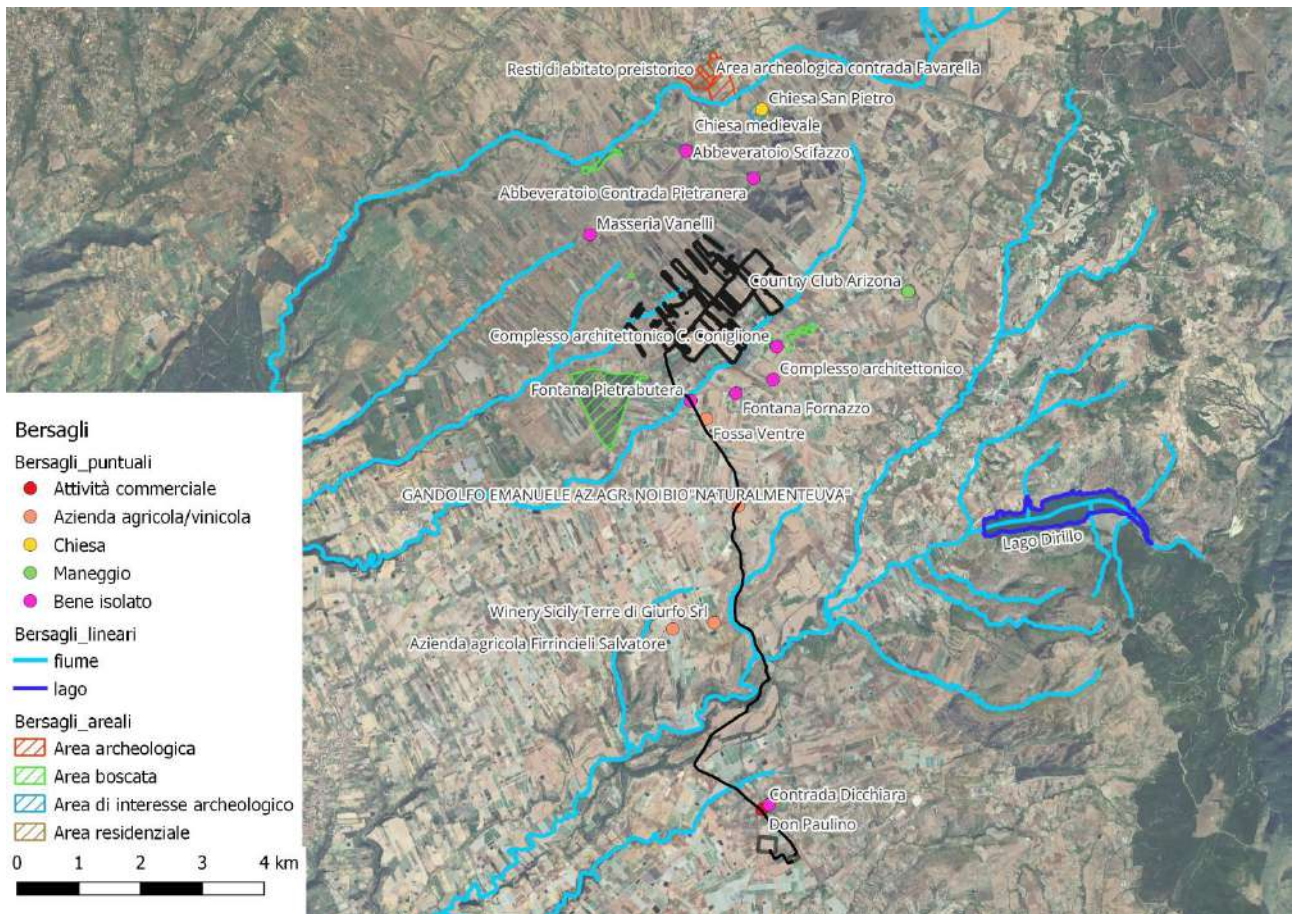 Resti di abitato preistorico
Area archeologica contrada Favarella
Chiesa San Pietro
Chiesa medievale
Abbeveratoio Scifazzo
Abbeveratoio Contrada Pietranera
Masseria Vanelli
Country Club Arizona
Complesso architettonico C. Coniglione
Complesso architettonico
Fontana Pietrabutera
Fontana Fornazzo
Fossa Ventre
GANDOLFO EMANUELE AZ.AGR. NOIBIO"NATURALMENTEUVA"
Lago Dirillo
Winery Sicily-Terre di Giurfo Srl
Azienda agricola Firrincieli Salvatore
Contrada Dicchiara
Don Paulino
Bersagli
Bersagli_puntuali
Attività commerciale
Azienda agricola/vinicola
Chiesa
Maneggio
Bene isolato
Bersagli_lineari
fiume
lago
Bersagli_areali
Area archeologica
Area boscata
Area di interesse archeologico
Area residenziale
0 1 2 3 4 km